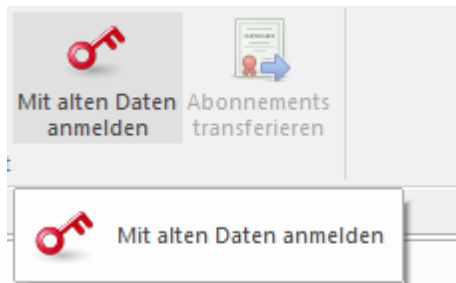 Mit alten Daten
anmelden
Abonnements
transferieren
t
Mit alten Daten anmelden